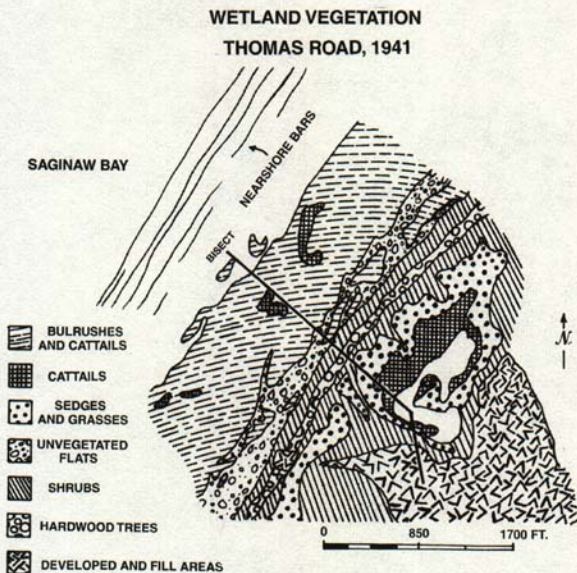 WETLAND VEGETATION
THOMAS ROAD, 1941
SAGINAW BAY
NEARSHORE BARS
BISECT
BULRUSHES
AND CATTAILS
CATTAILS
SEDGES
AND GRASSES
UNVEGETATED
FLATS
SHRUBS
HARDWOOD TREES
DEVELOPED AND FILL AREAS
N
0 850 1700 FT.